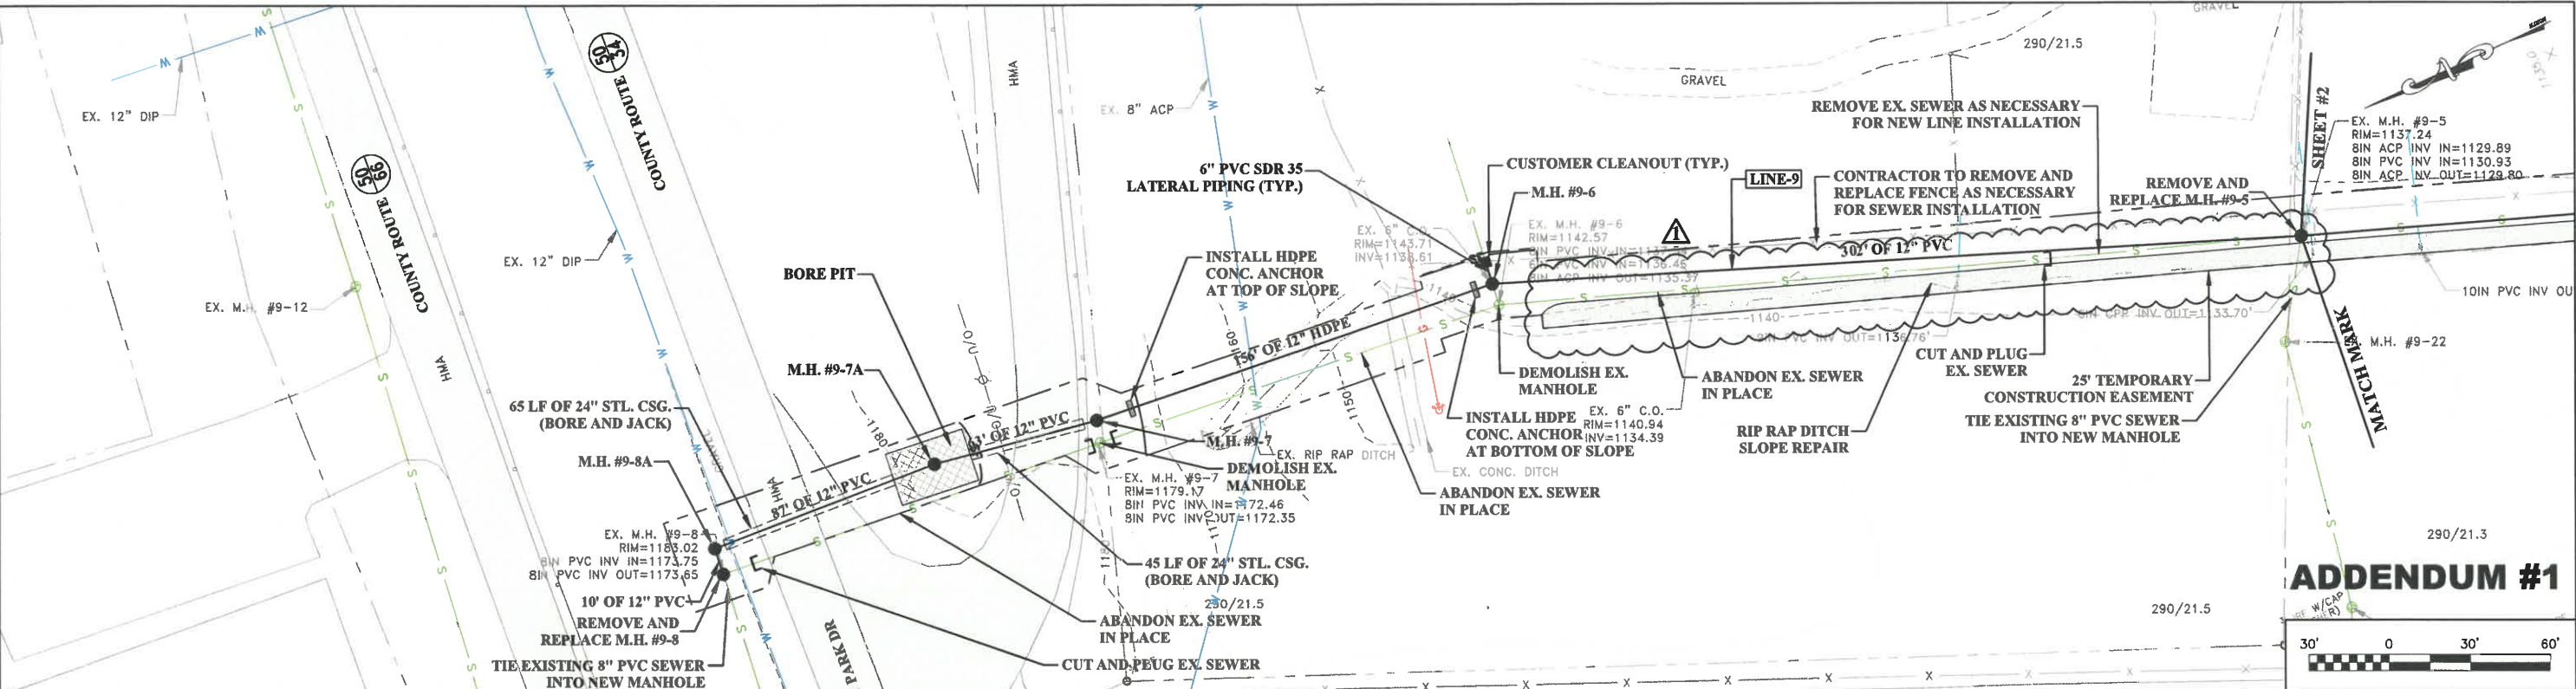 EX. 12" DIP
50
66
COUNTY ROUTE
HMA
EX. M.H. #9-12
50
34
COUNTY ROUTE
EX. 12" DIP
HMA
EX. 8" ACP
BORE PIT
M.H. #9-7A
65 LF OF 24" STL. CSG.
(BORE AND JACK)
M.H. #9-8A
87' OF 12" PVC
HMA
EX. M.H. #9-8
RIM=1183.02
8IN PVC INV IN=1173.75
8IN PVC INV OUT=1173.65
10' OF 12" PVC
REMOVE AND
REPLACE M.H. #9-8
TIE EXISTING 8" PVC SEWER
INTO NEW MANHOLE
PARK DR
1180
O/U
OF 12" PVC
INSTALL HDPE
CONC. ANCHOR
AT TOP OF SLOPE
M.H. #9-7
EX. RIP RAP DITCH
DEMOLISH EX.
MANHOLE
EX. M.H. #9-7
RIM=1179.17
8IN PVC INV IN=1172.46
8IN PVC INV OUT=1172.35
45 LF OF 24" STL. CSG.
(BORE AND JACK)
290/21.5
1180
1170
1160
1150
ABANDON EX. SEWER
IN PLACE
CUT AND PLUG EX. SEWER
156' OF 12" HDPE
6" PVC SDR 35
LATERAL PIPING (TYP.)
EX. 6" C.O.
RIM=1143.71
INV=1138.61
CUSTOMER CLEANOUT (TYP.)
M.H. #9-6
EX. M.H. #9-6
RIM=1142.57
1140
DEMOLISH EX.
MANHOLE
INSTALL HDPE
CONC. ANCHOR
AT BOTTOM OF SLOPE
EX. 6" C.O.
RIM=1140.94
INV=1134.39
EX. CONC. DITCH
ABANDON EX. SEWER
IN PLACE
GRAVEL
290/21.5
GRAVEL
REMOVE EX. SEWER AS NECESSARY
FOR NEW LINE INSTALLATION
LINE-9
1
CONTRACTOR TO REMOVE AND
REPLACE FENCE AS NECESSARY
FOR SEWER INSTALLATION
302' OF 12" PVC
REMOVE AND
REPLACE M.H. #9-5
1140
ABANDON EX. SEWER
IN PLACE
RIP RAP DITCH
SLOPE REPAIR
CUT AND PLUG
EX. SEWER
25' TEMPORARY
CONSTRUCTION EASEMENT
TIE EXISTING 8" PVC SEWER
INTO NEW MANHOLE
SHEET #2
MATCH MARK
EX. M.H. #9-5
RIM=1137.24
8IN ACP INV IN=1129.89
8IN PVC INV IN=1130.93
8IN ACP INV OUT=1129.80
10IN PVC INV OU
M.H. #9-22
290/21.3
290/21.5
ADDENDUM #1
W/CAP
30' 0 30' 60'